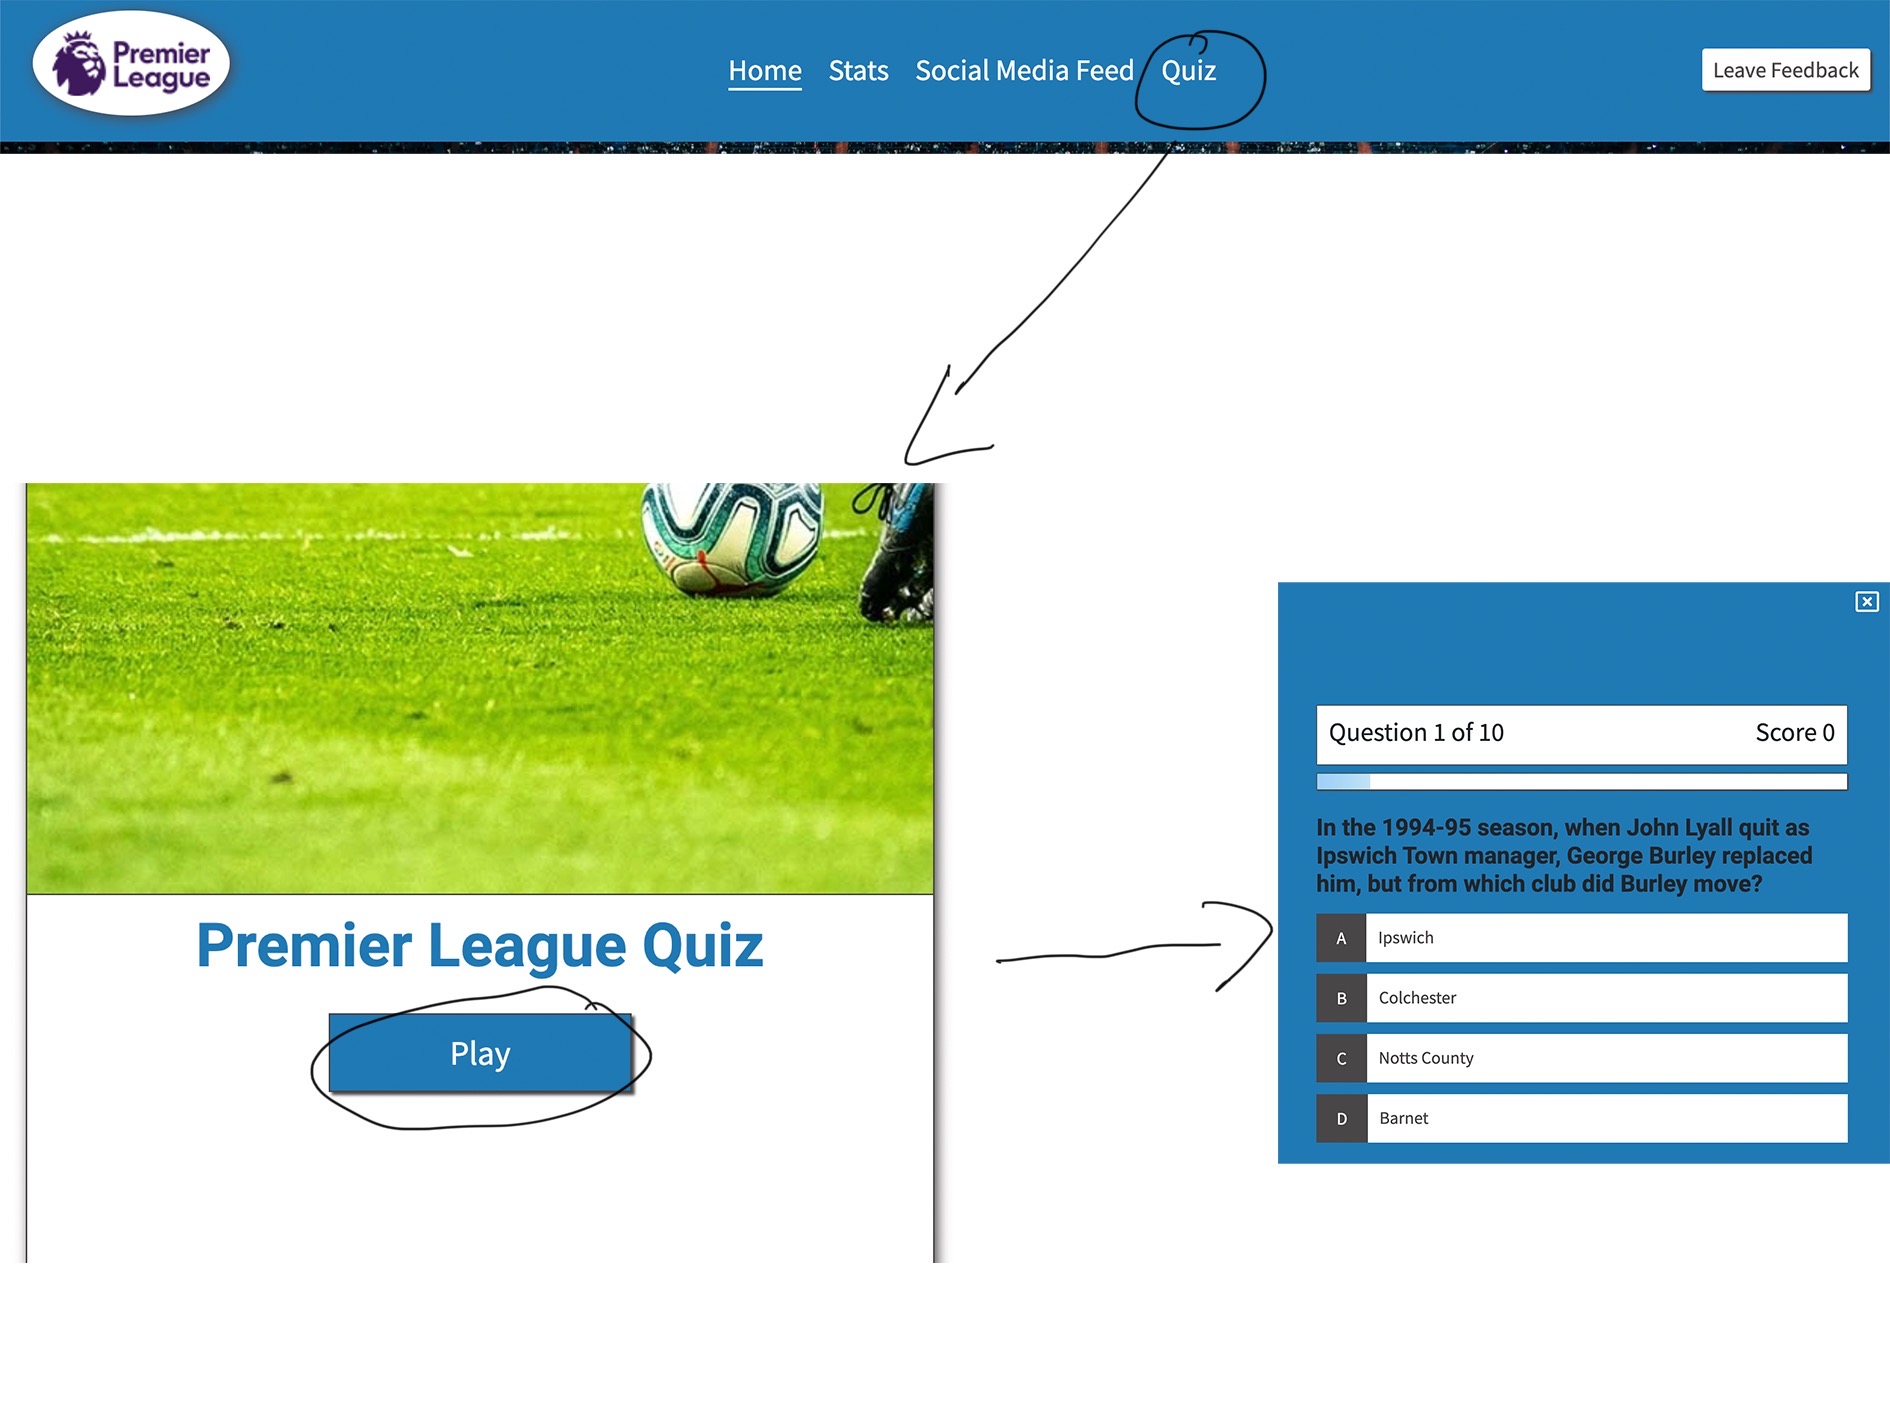 Premier
League
Home Stats Social Media Feed Quiz
Leave Feedback
Premier League Quiz
Play
Question 1 of 10 Score 0
In the 1994-95 season, when John Lyall quit as
Ipswich Town manager, George Burley replaced
him, but from which club did Burley move?
A Ipswich
B Colchester
C Notts County
D Barnet